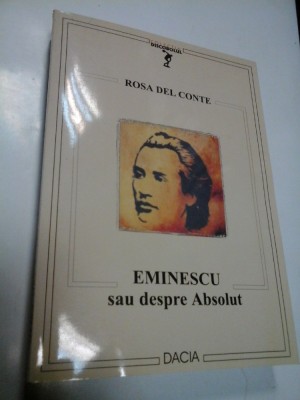 ROSA DEL CONTE
EMINESCU
sau despre Absolut
DACIA